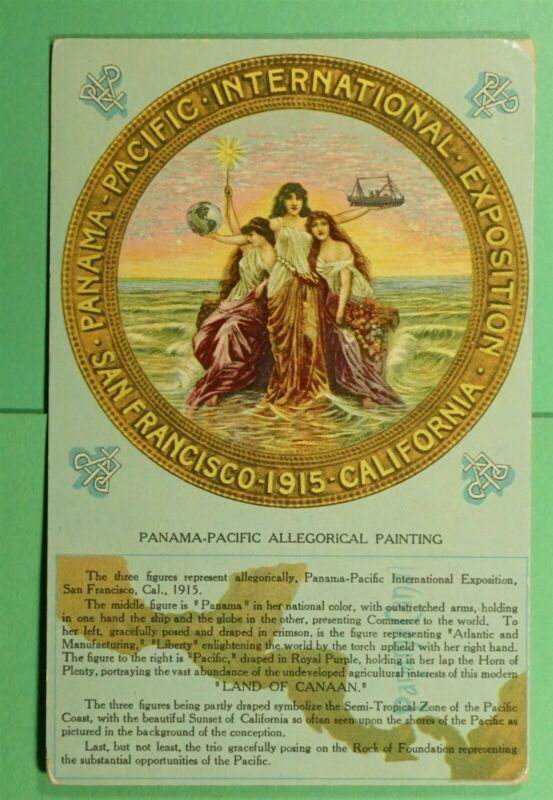 PANAMA-PACIFIC · INTERNATIONAL · EXPOSITION ·
SAN FRANCISCO-1915-CALIFORNIA ·
PANAMA-PACIFIC ALLEGORICAL PAINTING
The three figures represent allegorically, Panama-Pacific International Exposition,
San Francisco, Cal., 1915.
The middle figure is "Panama" in her national color, with outstretched arms, holding
in one hand the ship and the globe in the other, presenting Commerce to the world. To
her left, gracefully posed and draped in crimson, is the figure representing "Atlantic and
Manufacturing," "Liberty" enlightening the world by the torch upheld with her right hand.
The figure to the right is "Pacific," draped in Royal Purple, holding in her lap the Horn of
Plenty, portraying the vast abundance of the undeveloped agricultural interests of this modern
"LAND OF CANAAN."
The three figures being partly draped symbolize the Semi-Tropical Zone of the Pacific
Coast, with the beautiful Sunset of California so often seen upon the shores of the Pacific as
pictured in the background of the conception.
Last, but not least, the trio gracefully posing on the Rock of Foundation representing
the substantial opportunities of the Pacific.